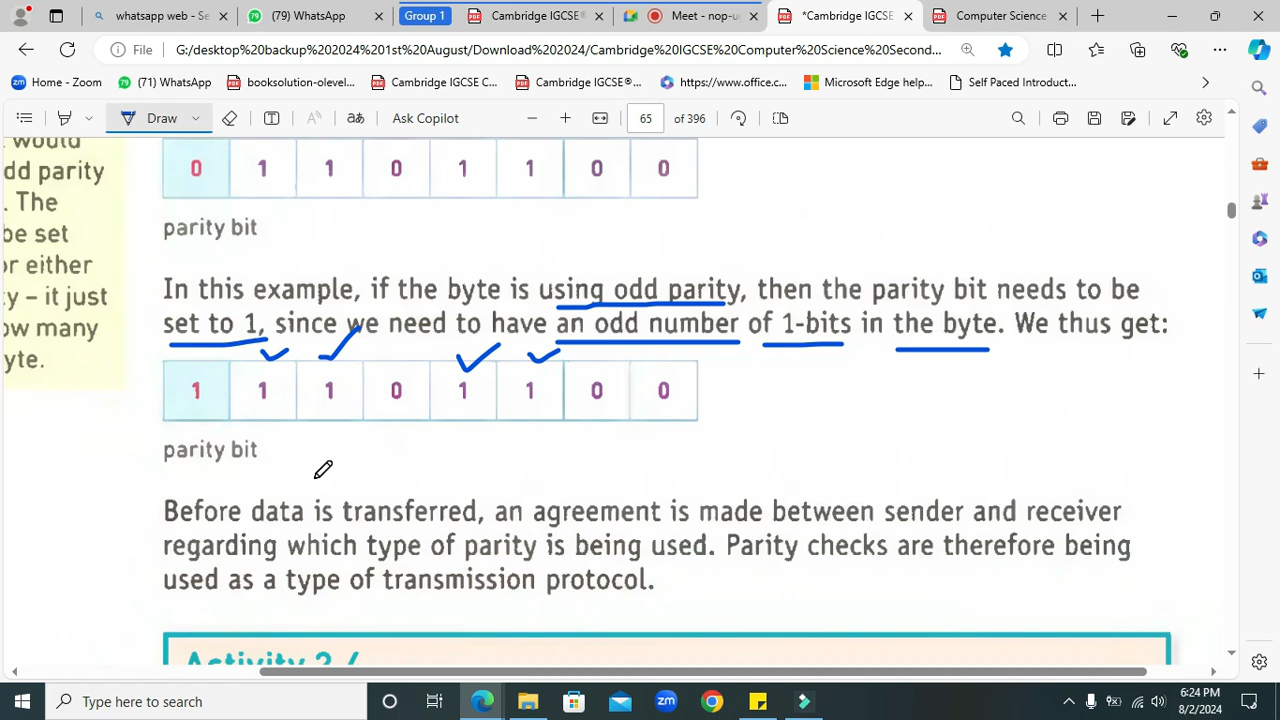 whatsapp web - Se
(79) WhatsApp
Group 1
Cambridge IGCSE™
Meet - nop-u
*Cambridge IGCSE
Computer Science
File
G:/desktop%20backup%202024%201st%20August/Download%202024/Cambridge%20IGCSE%20Computer%20Science%20Second...
Home - Zoom
(71) WhatsApp
booksolution-olevel...
Cambridge IGCSE C...
Cambridge IGCSE®...
https://www.office.c...
Microsoft Edge help...
Self Paced Introduct...
Draw
Ask Copilot
65 of 396
would
dd parity
. The
be set
or either
ty – it just
ow many
yte.
0 1 1 0 1 1 0 0
parity bit
In this example, if the byte is using odd parity, then the parity bit needs to be
set to 1, since we need to have an odd number of 1-bits in the byte. We thus get:
1 1 1 0 1 1 0 0
parity bit
Before data is transferred, an agreement is made between sender and receiver
regarding which type of parity is being used. Parity checks are therefore being
used as a type of transmission protocol.
Type here to search
zm
6:24 PM
8/2/2024